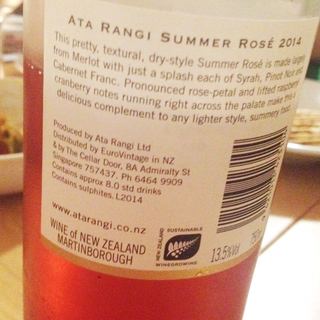 ATA RANGI SUMMER ROSÉ 2014
This pretty, textural, dry-style Summer Rosé is made largely
from Merlot with just a splash each of Syrah, Pinot Noir and
Cabernet Franc. Pronounced rose-petal and lifted raspberry
cranberry notes running right across the palate make this a
delicious complement to any lighter style, summery food.
Produced by Ata Rangi Ltd
Distributed by EuroVintage in NZ
& by The Cellar Door, 8A Admiralty St
Singapore 757437. Ph 6464 9909
Contains approx 8.0 std drinks
Contains sulphites. L2014
www.atarangi.co.nz
WINE of NEW ZEALAND
MARTINBOROUGH
NEW ZEALAND
SUSTAINABLE
WINEGROWING
13.5%Vol